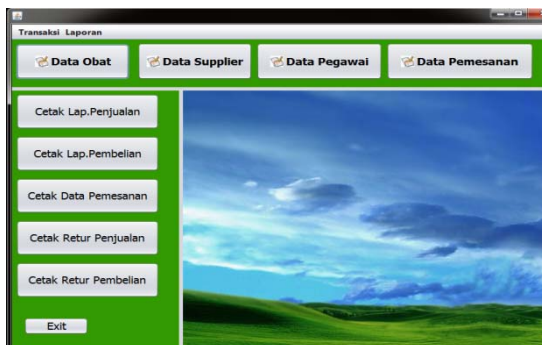 Transaksi Laporan
Data Obat Data Supplier Data Pegawai Data Pemesanan
Cetak Lap.Penjualan
Cetak Lap.Pembelian
Cetak Data Pemesanan
Cetak Retur Penjualan
Cetak Retur Pembelian
Exit